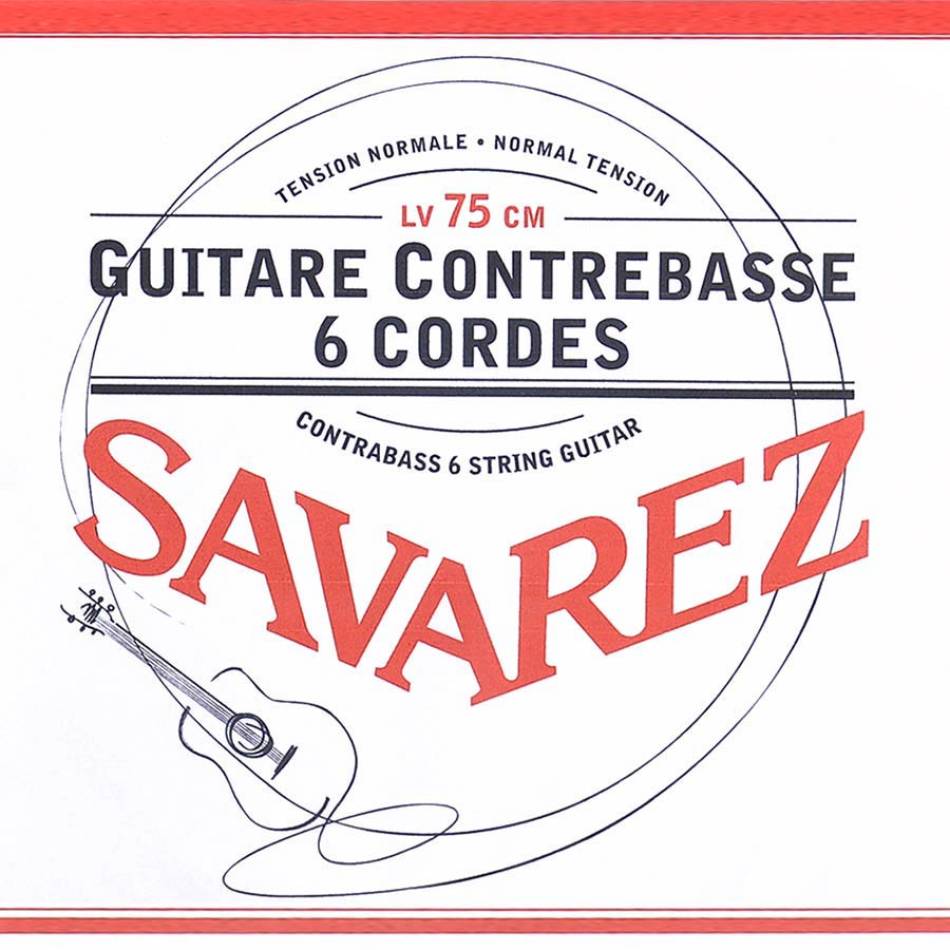 TENSION NORMALE • NORMAL TENSION
LV 75 CM
GUITARE CONTREBASSE
6 CORDES
CONTRABASS 6 STRING GUITAR
SAVAREZ